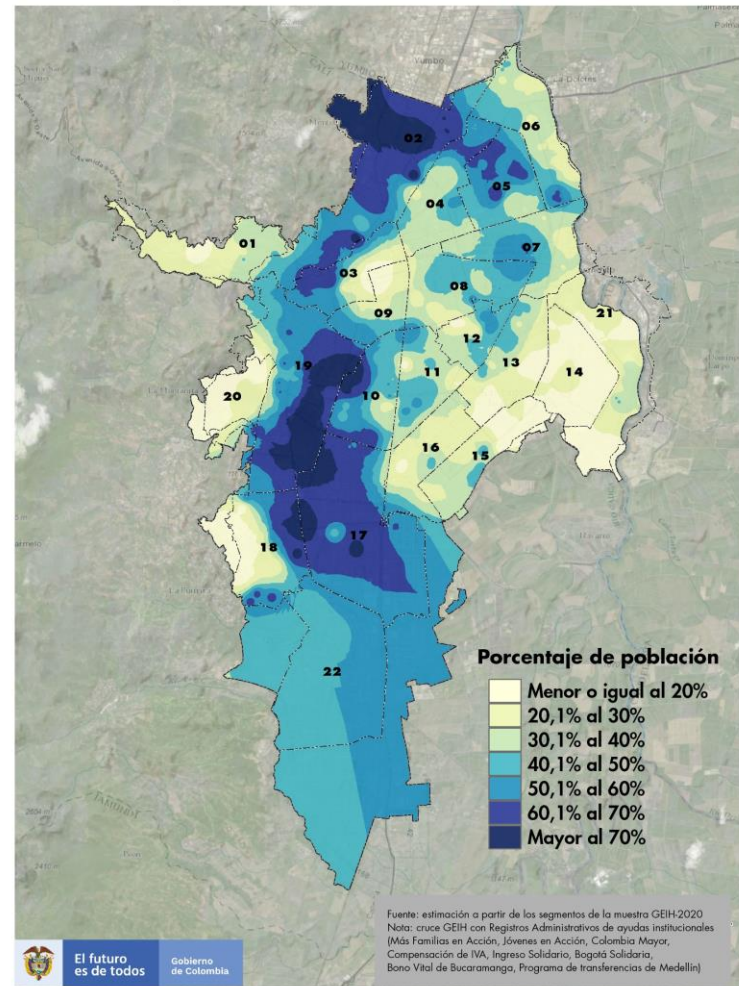 Yumbo
La Dolores
06
02
05
04
01
07
03
08
09
21
12
19
11
13
14
20
10
16
15
18
17
22
Porcentaje de población
Menor o igual al 20%
20,1% al 30%
30,1% al 40%
40,1% al 50%
50,1% al 60%
60,1% al 70%
Mayor al 70%
Fuente: estimación a partir de los segmentos de la muestra GEIH-2020
Nota: cruce GEIH con Registros Administrativos de ayudas institucionales
(Más Familias en Acción, Jóvenes en Acción, Colombia Mayor,
Compensación de IVA, Ingreso Solidario, Bogotá Solidaria,
Bono Vital de Bucaramanga, Programa de transferencias de Medellín)
El futuro
es de todos
Gobierno
de Colombia